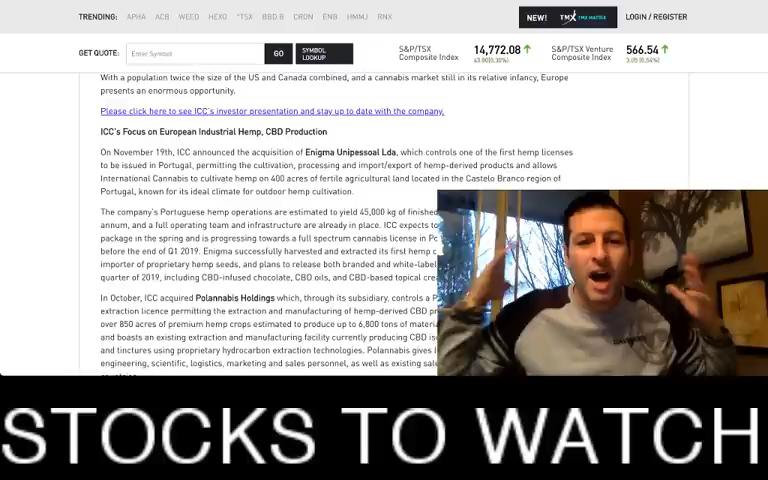 TRENDING: APHA ACB WEED HEXO *TSX BBD.B CRON ENB HMMJ RNX
NEW! TMX TMX MATRIX
LOGIN / REGISTER
GET QUOTE: Enter Symbol GO SYMBOL LOOKUP
S&P/TSX Composite Index 14,772.08
43.90(0.30%)
S&P/TSX Venture Composite Index 566.54
3.05 (0.54%)
With a population twice the size of the US and Canada combined, and a cannabis market still in its relative infancy, Europe
presents an enormous opportunity.
Please click here to see ICC's investor presentation and stay up to date with the company.
ICC's Focus on European Industrial Hemp, CBD Production
On November 19th, ICC announced the acquisition of Enigma Unipessoal Lda, which controls one of the first hemp licenses
to be issued in Portugal, permitting the cultivation, processing and import/export of hemp-derived products and allows
International Cannabis to cultivate hemp on 400 acres of fertile agricultural land located in the Castelo Branco region of
Portugal, known for its ideal climate for outdoor hemp cultivation.
The company's Portuguese hemp operations are estimated to yield 45,000 kg of finished
annum, and a full operating team and infrastructure are already in place. ICC expects to
package in the spring and is progressing towards a full spectrum cannabis license in Po
before the end of Q1 2019. Enigma successfully harvested and extracted its first hemp c
importer of proprietary hemp seeds, and plans to release both branded and white-label
quarter of 2019, including CBD-infused chocolate, CBD oils, and CBD-based topical crea
In October, ICC acquired Polannabis Holdings which, through its subsidiary, controls a P
extraction licence permitting the extraction and manufacturing of hemp-derived CBD pr
over 850 acres of premium hemp crops estimated to produce up to 6,800 tons of materia
and boasts an existing extraction and manufacturing facility currently producing CBD iso
and tinctures using proprietary hydrocarbon extraction technologies. Polannabis gives I
engineering, scientific, logistics, marketing and sales personnel, as well as existing sale
STOCKS TO WATCH